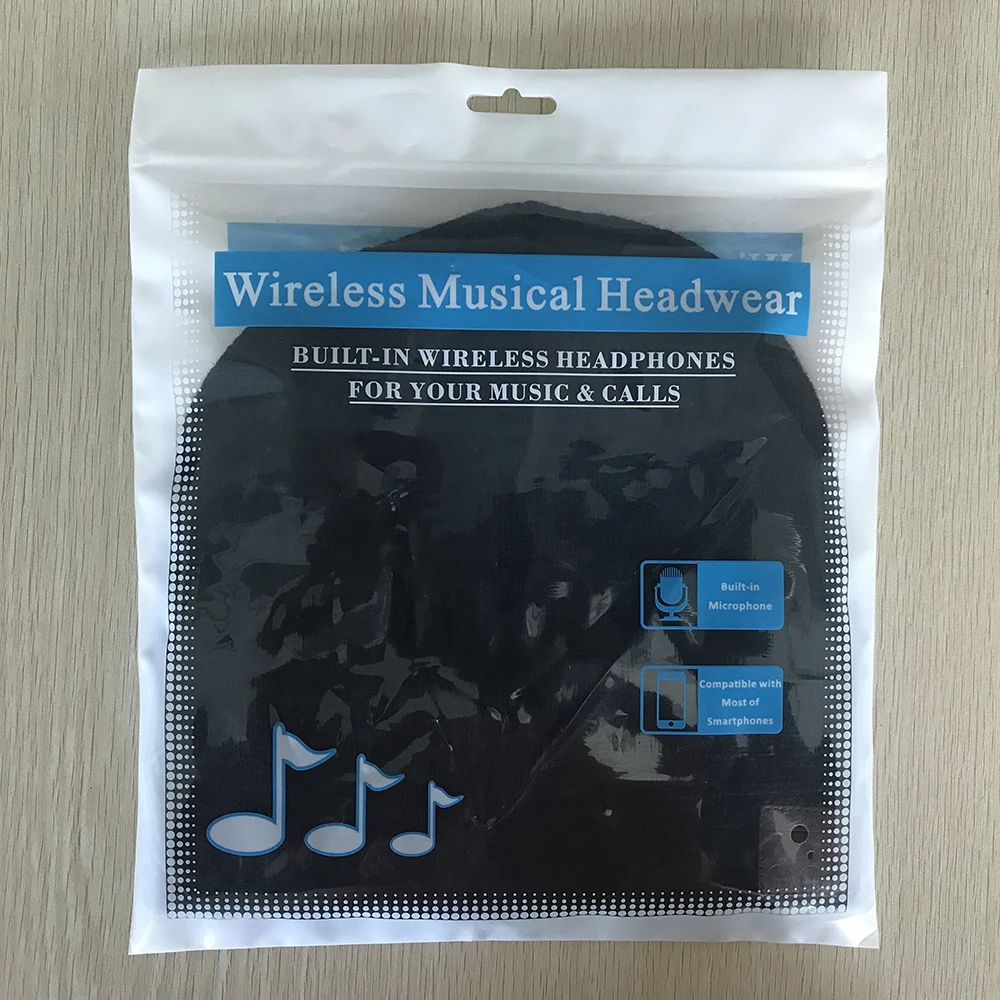 Wireless Musical Headwear
BUILT-IN WIRELESS HEADPHONES
FOR YOUR MUSIC & CALLS
Built-in
Microphone
Compatible with
Most of
Smartphones